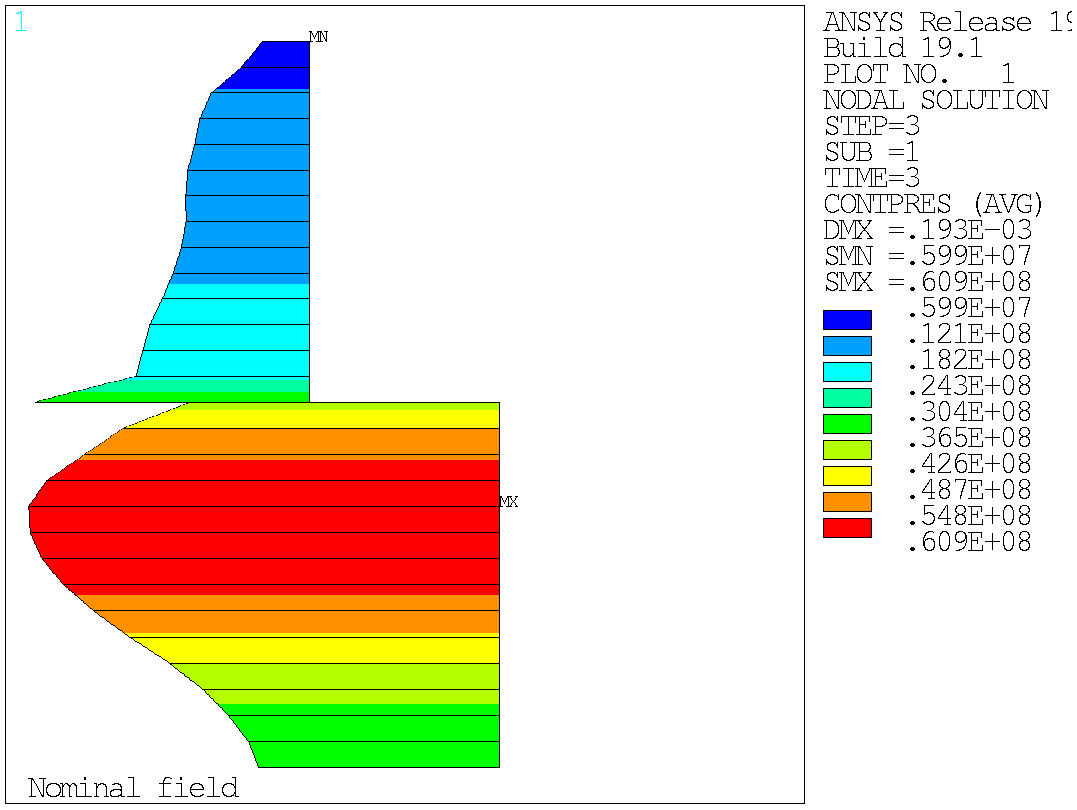 1
MN
MX
Nominal field
ANSYS Release 19
Build 19.1
PLOT NO.   1
NODAL SOLUTION
STEP=3
SUB =1
TIME=3
CONTPRES (AVG)
DMX =.193E-03
SMN =.599E+07
SMX =.609E+08
.599E+07
.121E+08
.182E+08
.243E+08
.304E+08
.365E+08
.426E+08
.487E+08
.548E+08
.609E+08